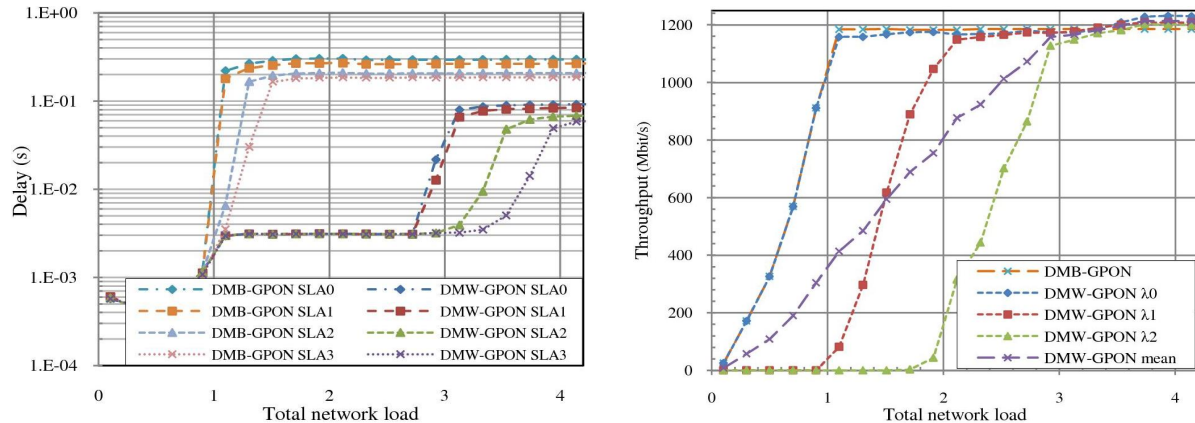 1.E+00
1.E-01
1.E-02
1.E-03
1.E-04
Delay (s)
DMB-GPON SLA0
DMW-GPON SLA0
DMB-GPON SLA1
DMW-GPON SLA1
DMB-GPON SLA2
DMW-GPON SLA2
DMB-GPON SLA3
DMW-GPON SLA3
0
1
2
3
4
Total network load
1200
1000
800
600
400
200
0
Throughput (Mbit/s)
DMB-GPON
DMW-GPON λ0
DMW-GPON λ1
DMW-GPON λ2
DMW-GPON mean
0
1
2
3
4
Total network load